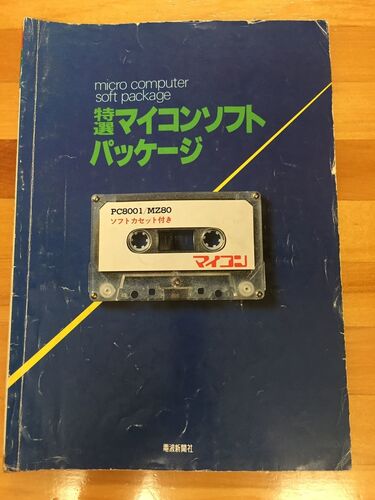 micro computer
soft package
特選マイコンソフト
パッケージ
PC8001/MZ80
ソフトカセット付き
マイコン
電波新聞社